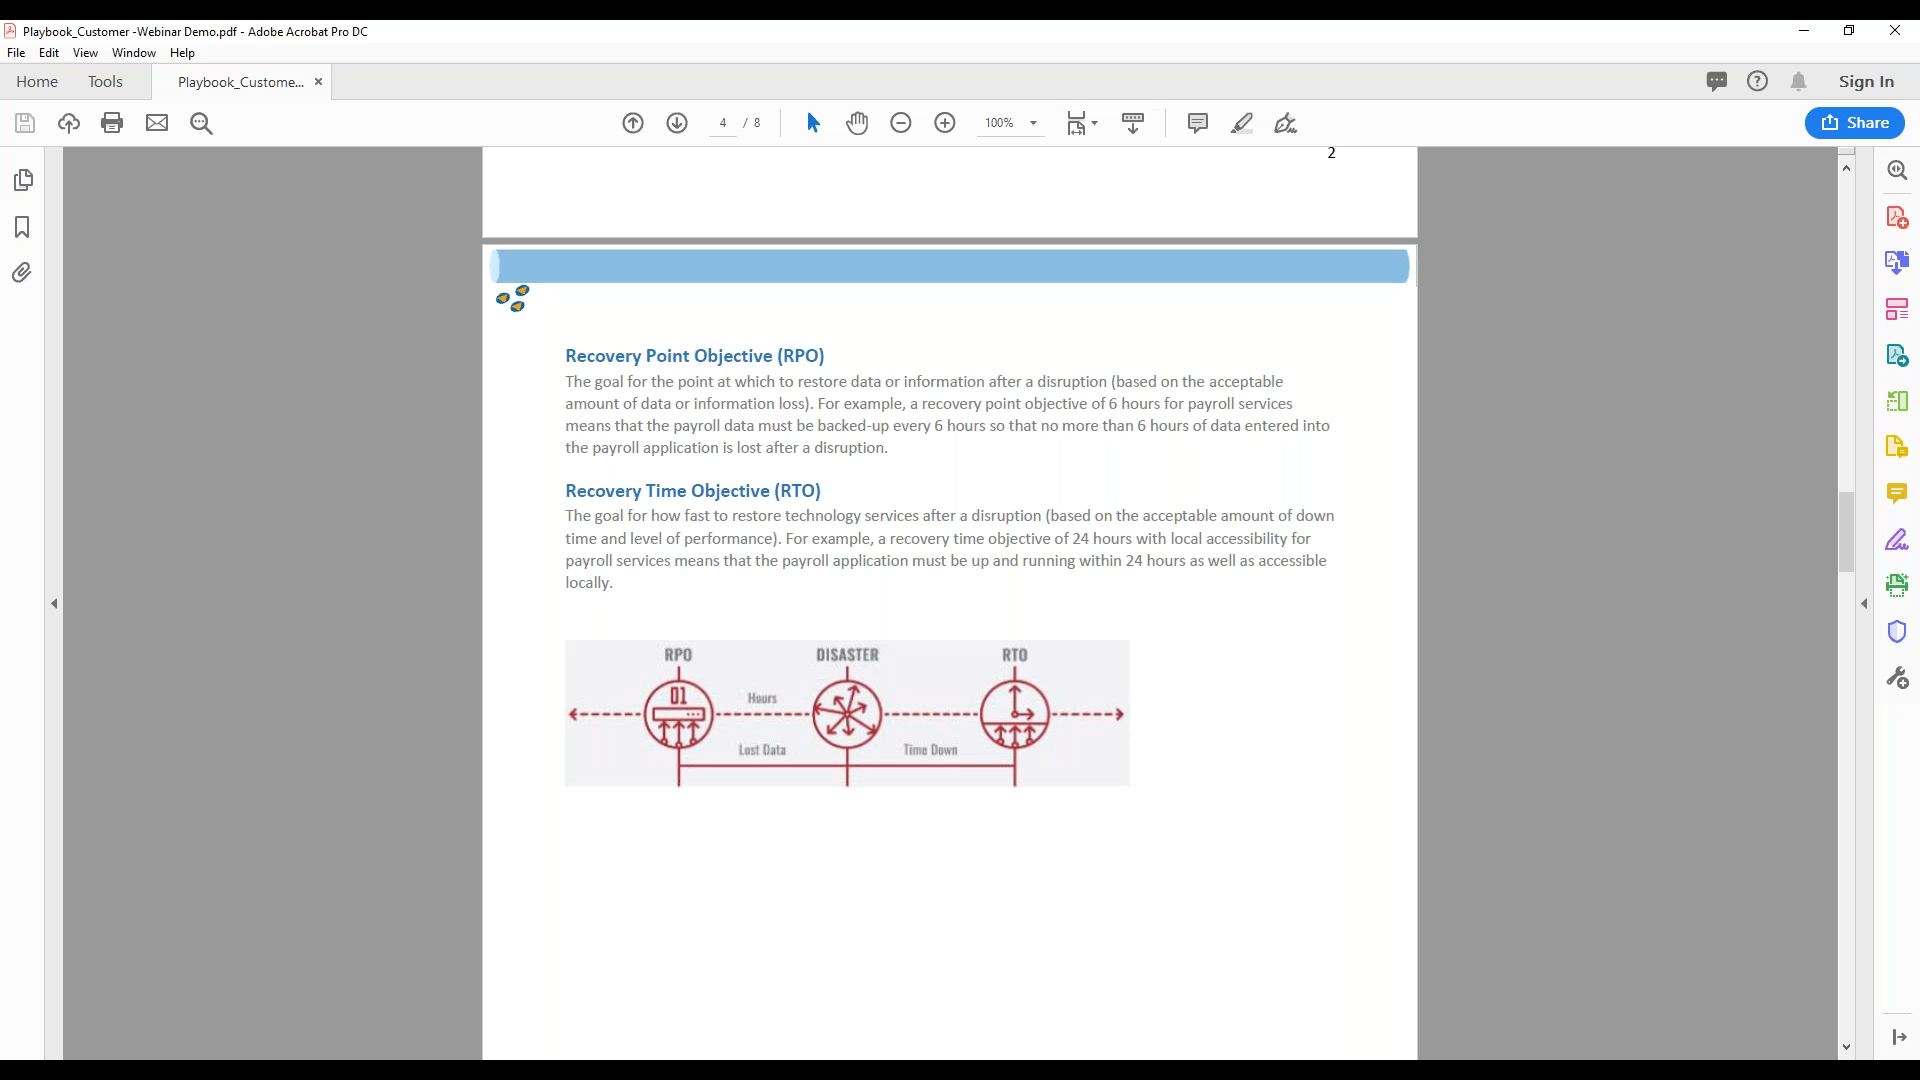 Playbook_Customer -Webinar Demo.pdf - Adobe Acrobat Pro DC
File Edit View Window Help
Home Tools Playbook_Custome... Sign In
4 / 8 100% Share
2
Recovery Point Objective (RPO)
The goal for the point at which to restore data or information after a disruption (based on the acceptable
amount of data or information loss). For example, a recovery point objective of 6 hours for payroll services
means that the payroll data must be backed-up every 6 hours so that no more than 6 hours of data entered into
the payroll application is lost after a disruption.
Recovery Time Objective (RTO)
The goal for how fast to restore technology services after a disruption (based on the acceptable amount of down
time and level of performance). For example, a recovery time objective of 24 hours with local accessibility for
payroll services means that the payroll application must be up and running within 24 hours as well as accessible
locally.
RPO DISASTER RTO
01
Hours
Lost Data Time Down